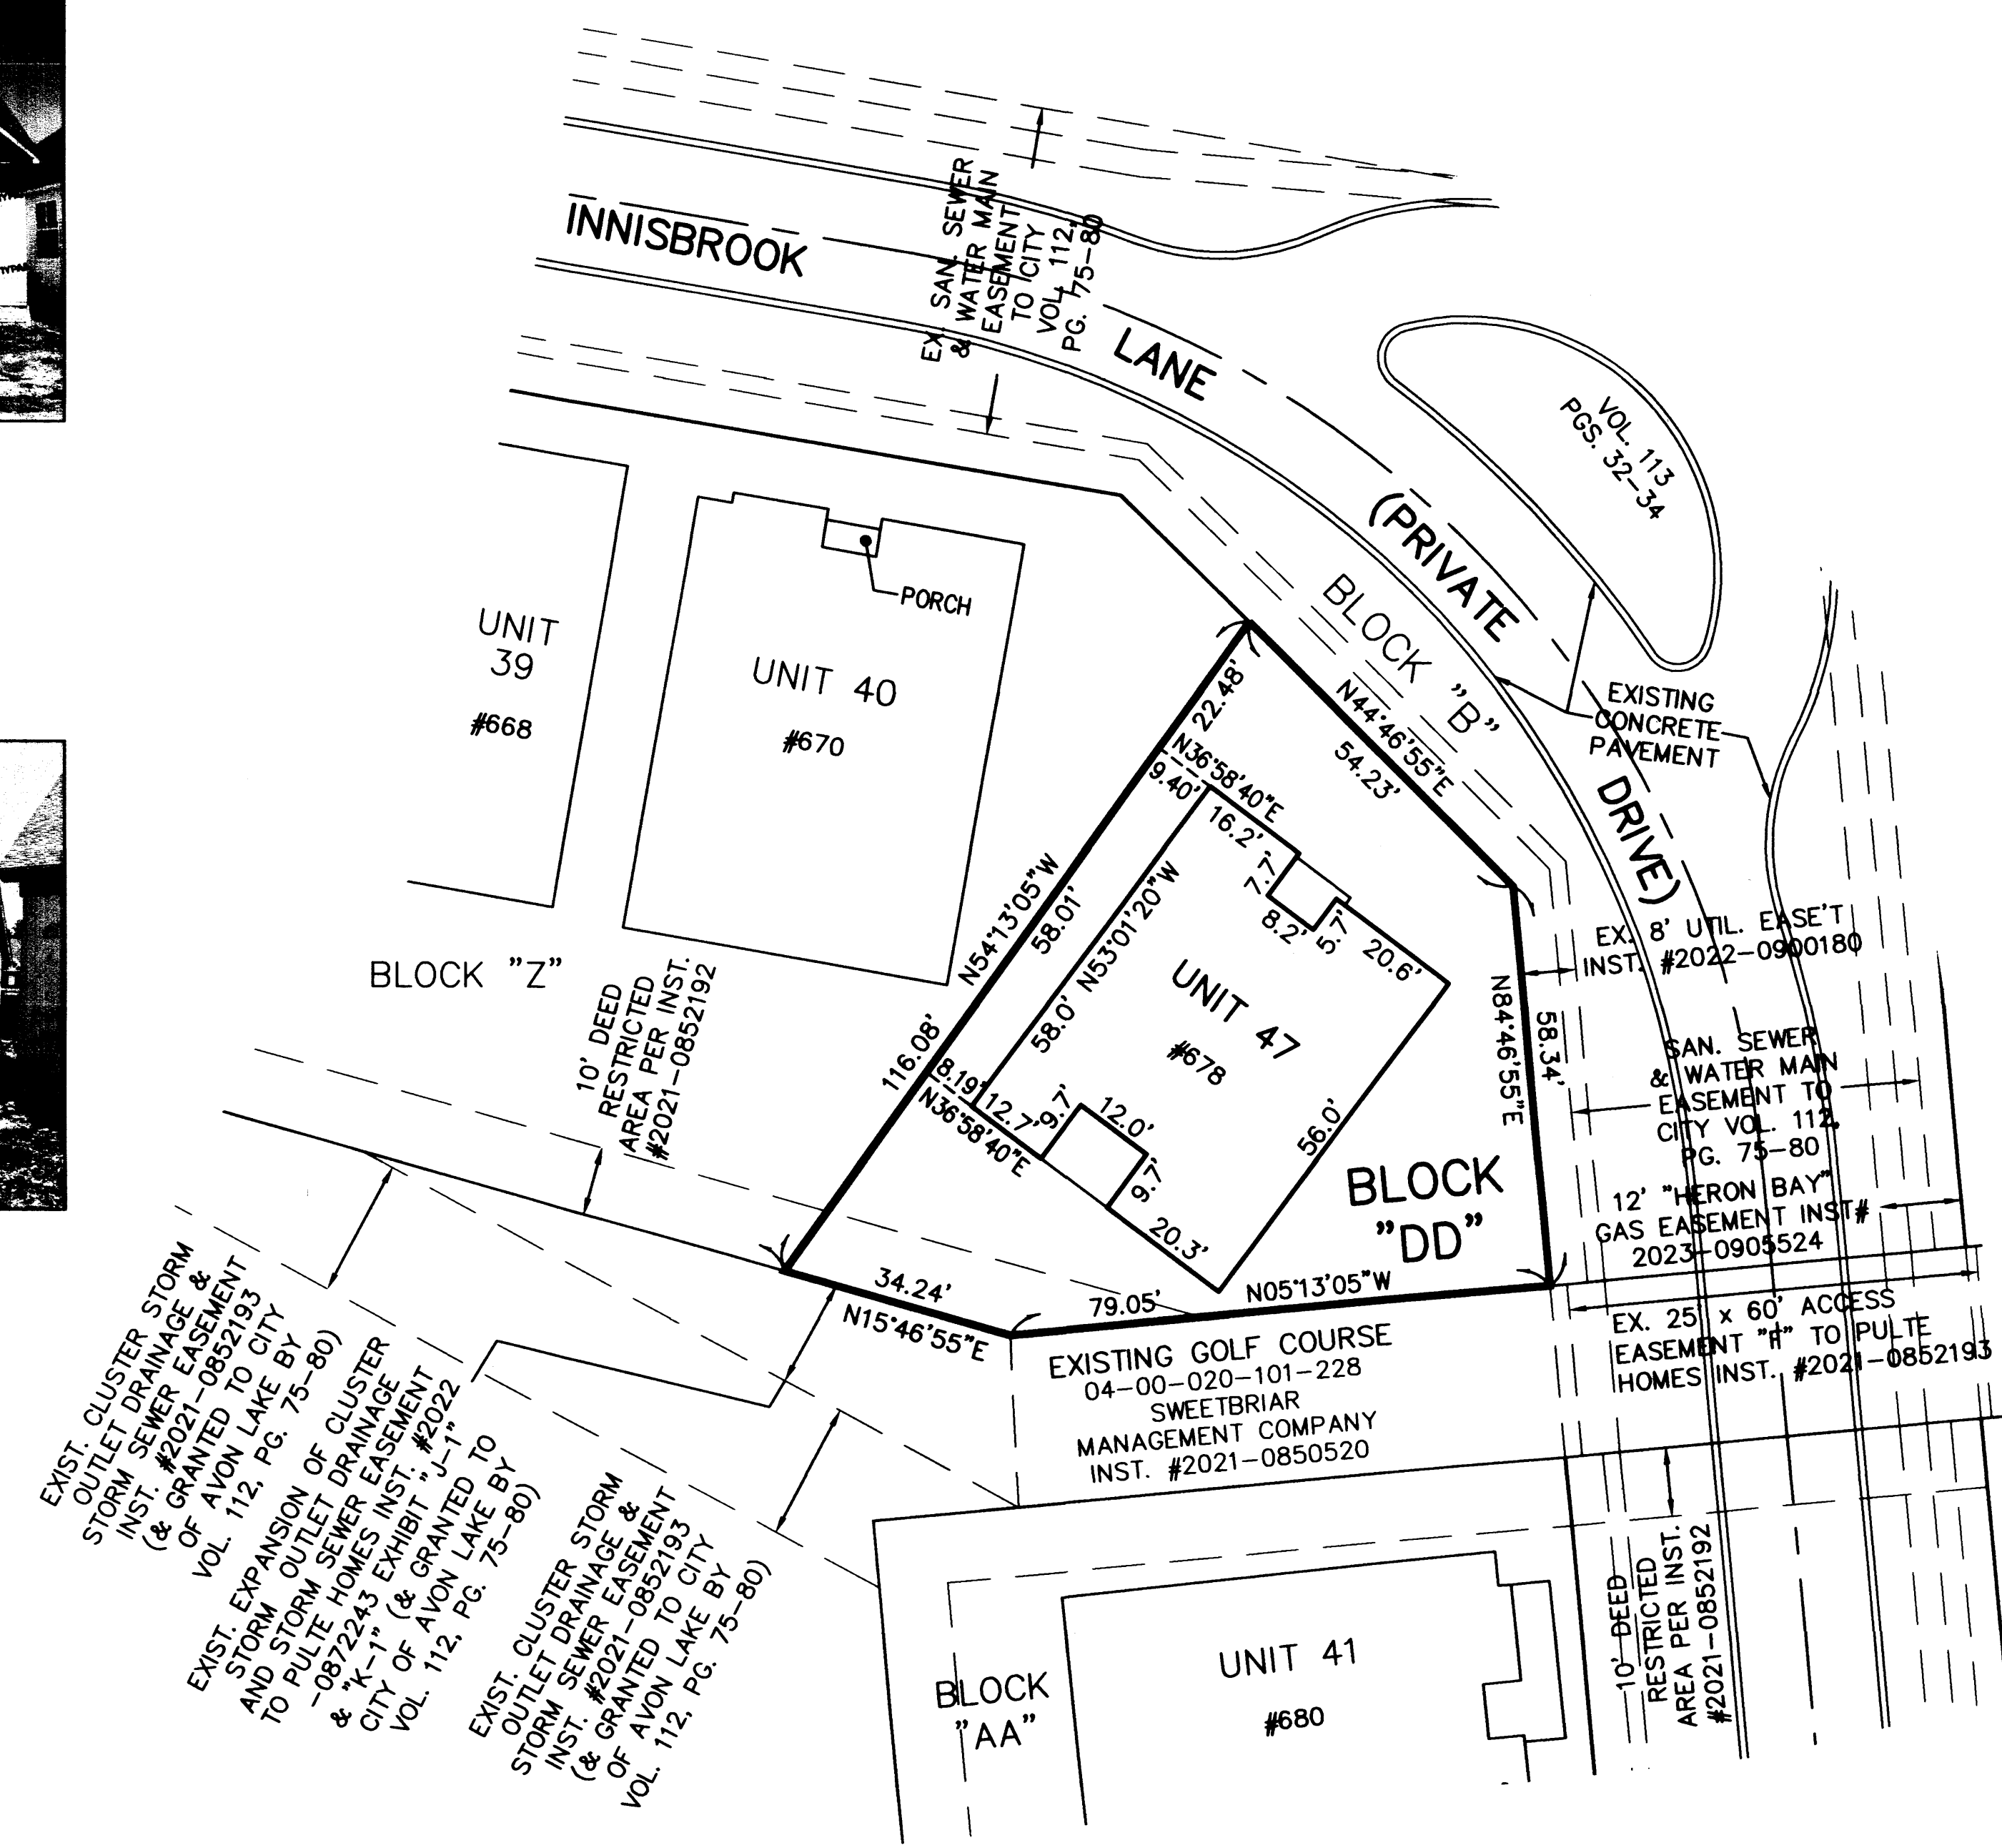 INNISBROOK
LANE
(PRIVATE
DRIVE)
EX. SAN. SEWER
& WATER MAIN
EASEMENT
TO CITY
VOL. 112,
PG. 75-80
VOL. 113
PGS. 32-34
BLOCK "B"
EXISTING
CONCRETE
PAVEMENT
UNIT
39
#668
PORCH
UNIT 40
#670
BLOCK "Z"
10' DEED
RESTRICTED
AREA PER INST.
#2021-0852192
22.48'
N36°58'40"E
9.40'
N44°46'55"E
54.23'
16.2'
7.7'
8.2'
5.7'
20.6'
N54°13'05"W
58.01'
116.08'
58.0' N53°01'20"W
UNIT 47
#678
8.19'
12.7'
9.7'
12.0'
9.7'
20.3'
N36°58'40"E
56.0'
BLOCK
"DD"
N84°46'55"E
58.34'
34.24'
N15°46'55"E
79.05'
N05°13'05"W
EX. 8' UTIL. EASE'T
INST. #2022-0900180
SAN. SEWER
& WATER MAIN
EASEMENT TO
CITY VOL. 112,
PG. 75-80
12' "HERON BAY"
GAS EASEMENT INST#
2023-0905524
EX. 25' x 60' ACCESS
EASEMENT "F" TO PULTE
HOMES INST. #2021-0852193
EXISTING GOLF COURSE
04-00-020-101-228
SWEETBRIAR
MANAGEMENT COMPANY
INST. #2021-0850520
EXIST. CLUSTER STORM
OUTLET DRAINAGE &
STORM SEWER EASEMENT
INST. #2021-0852193
(& GRANTED TO CITY
OF AVON LAKE BY
VOL. 112, PG. 75-80)
EXIST. EXPANSION OF CLUSTER
STORM OUTLET DRAINAGE
AND STORM SEWER EASEMENT
TO PULTE HOMES INST. #2022
-0872243 EXHIBIT "J-1"
& "K-1" (& GRANTED TO
CITY OF AVON LAKE BY
VOL. 112, PG. 75-80)
EXIST. CLUSTER STORM
OUTLET DRAINAGE &
STORM SEWER EASEMENT
INST. #2021-0852193
(& GRANTED TO CITY
OF AVON LAKE BY
VOL. 112, PG. 75-80)
BLOCK
"AA"
UNIT 41
#680
10' DEED
RESTRICTED
AREA PER INST.
#2021-0852192